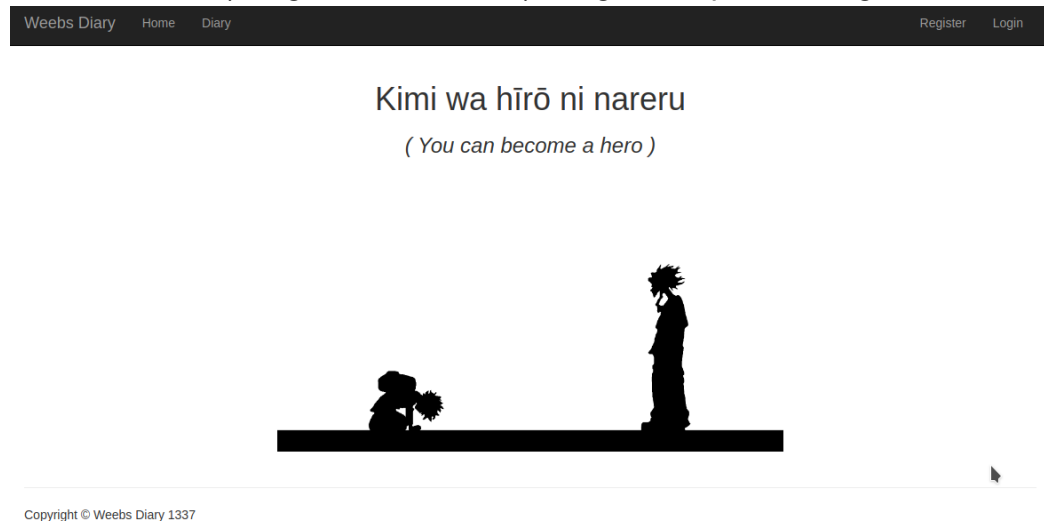 Weebs Diary Home Diary Register Login
Kimi wa hīrō ni nareru
( You can become a hero )
Copyright © Weebs Diary 1337